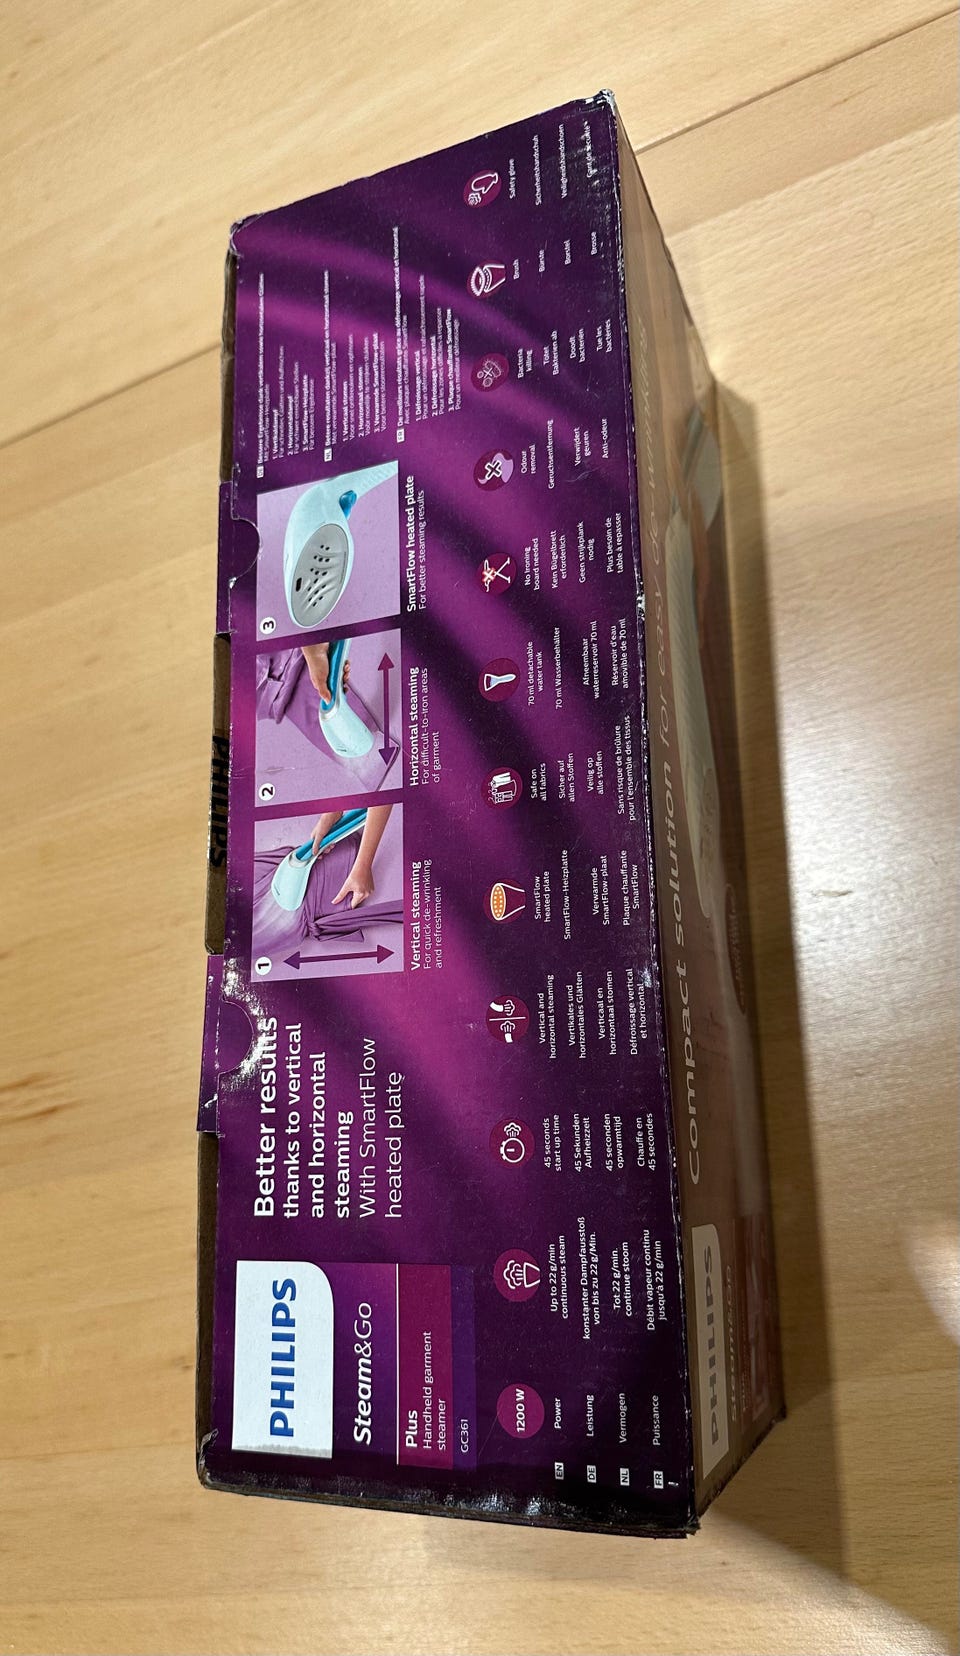 PHILIPS
Steam&Go
Plus
Handheld garment
steamer
GC361
Better results
thanks to vertical
and horizontal
steaming
With SmartFlow
heated plate
1
Vertical steaming
For quick de-wrinkling
and refreshment
2
Horizontal steaming
For difficult-to-iron areas
of garment
3
SmartFlow heated plate
For better steaming results
1200 W
EN Power
DE Leistung
NL Vermogen
FR Puissance
Up to 22 g/min
continuous steam
konstanter Dampfausstoß
von bis zu 22 g/Min.
Tot 22 g/min.
continue stoom
Débit vapeur continu
jusqu'à 22 g/min
45 seconds
start up time
45 Sekunden
Aufheizzeit
45 seconden
opwarmtijd
Chauffe en
45 secondes
Vertical and
horizontal steaming
Vertikales und
horizontales Glätten
Verticaal en
horizontaal stomen
Défroissage vertical
et horizontal
SmartFlow
heated plate
SmartFlow-Heizplatte
Verwarmde
SmartFlow-plaat
Plaque chauffante
SmartFlow
Safe on
all fabrics
Sicher auf
allen Stoffen
Veilig op
alle stoffen
Sans risque de brûlure
pour l'ensemble des tissus
70 ml detachable
water tank
70 ml Wasserbehälter
Afneembaar
waterreservoir 70 ml
Réservoir d'eau
amovible de 70 ml
No ironing
board needed
Kein Bügelbrett
erforderlich
Geen strijkplank
nodig
Plus besoin de
table à repasser
Odour
removal
Geruchsentfernung
Verwijdert
geuren
Anti-odeur
Bacteria
killing
Tötet
Bakterien ab
Doodt
bacteriën
Tue les
bactéries
Brush
Bürste
Borstel
Brosse
Safety glove
Sicherheitshandschuh
Veiligheidshandschoen
Gant de sécurité
PHILIPS
Steam&Go
Compact solution for easy de-wrinkling
Philips